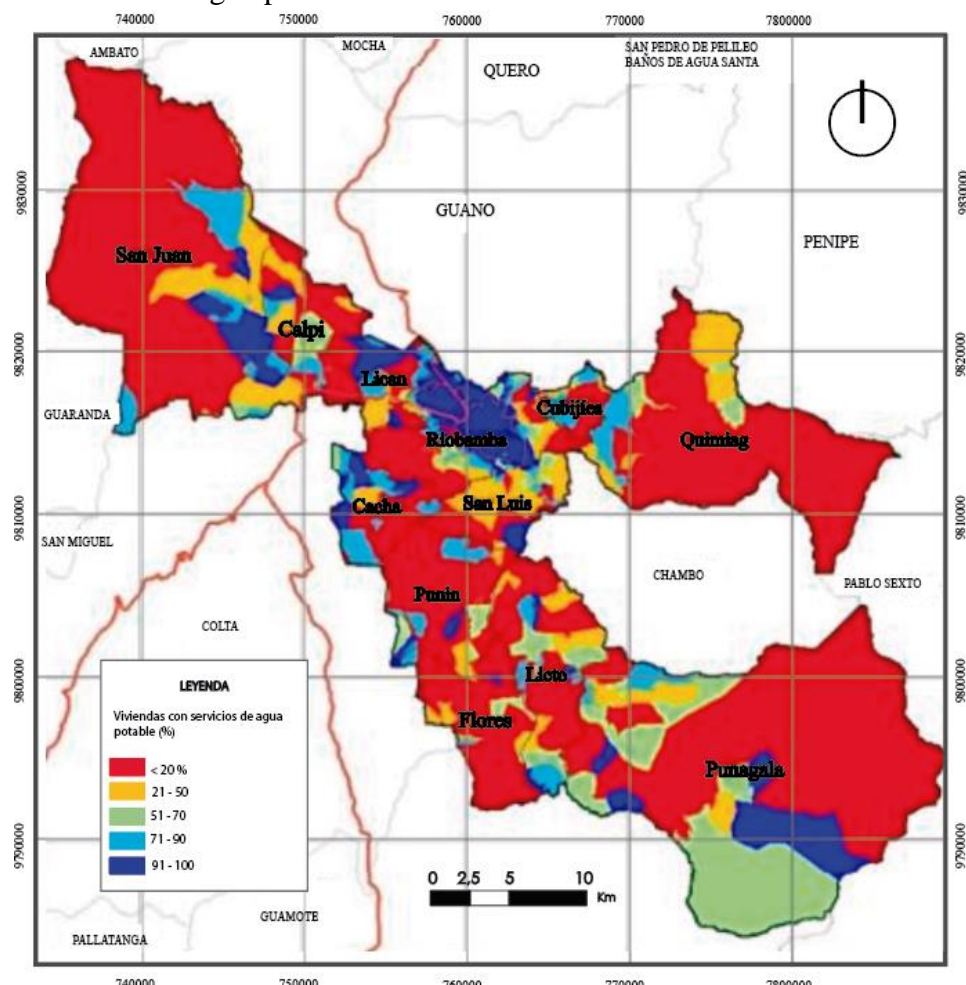 740000 750000 760000 770000 7800000
AMBATO
MOCHA
SAN PEDRO DE PELILEO
BAÑOS DE AGUA SANTA
QUERO
9830000
9830000
GUANO
PENIPE
San Juan
Calpi
9820000
9820000
Lican
Cubijíes
GUARANDA
Riobamba
Quimiag
Cacha
San Luis
9810000
9810000
SAN MIGUEL
CHAMBO
PABLO SEXTO
Punin
COLTA
9800000
9800000
Licto
LEYENDA
Viviendas con servicios de agua
potable (%)
< 20 %
21 - 50
51 - 70
71 - 90
91 - 100
Flores
Punagala
9790000
9790000
0 2,5 5 10
Km
GUAMOTE
PALLATANGA
740000 750000 760000 770000 7800000